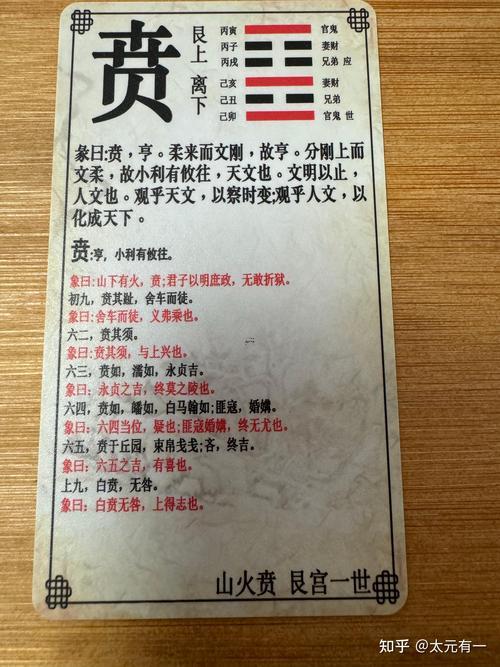 贲
艮上 离下
丙寅 官鬼
丙子 妻财
丙戌 兄弟 应
己亥 妻财
己丑 兄弟
己卯 官鬼 世
彖曰:贲，亨。柔来而文刚，故亨。分刚上而
文柔，故小利有攸往，天文也。文明以止，
人文也。观乎天文，以察时变;观乎人文，以
化成天下。
贲:亨，小利有攸往。
象曰:山下有火，贲;君子以明庶政，无敢折狱。
初九，贲其趾，舍车而徒。
象曰:舍车而徒，义弗乘也。
六二，贲其须。
象曰:贲其须，与上兴也。
六三，贲如，濡如，永贞吉。
象曰：永贞之吉，终莫之陵也。
六四，贲如，皤如，白马翰如;匪寇，婚媾。
象曰：六四当位，疑也;匪寇婚媾，终无尤也。
六五，贲于丘园，束帛戋戋;吝，终吉。
象曰：六五之吉，有喜也。
上九，白贲，无咎。
象曰：白贲无咎，上得志也。
山火贲 艮宫一世
知乎 @太元有一